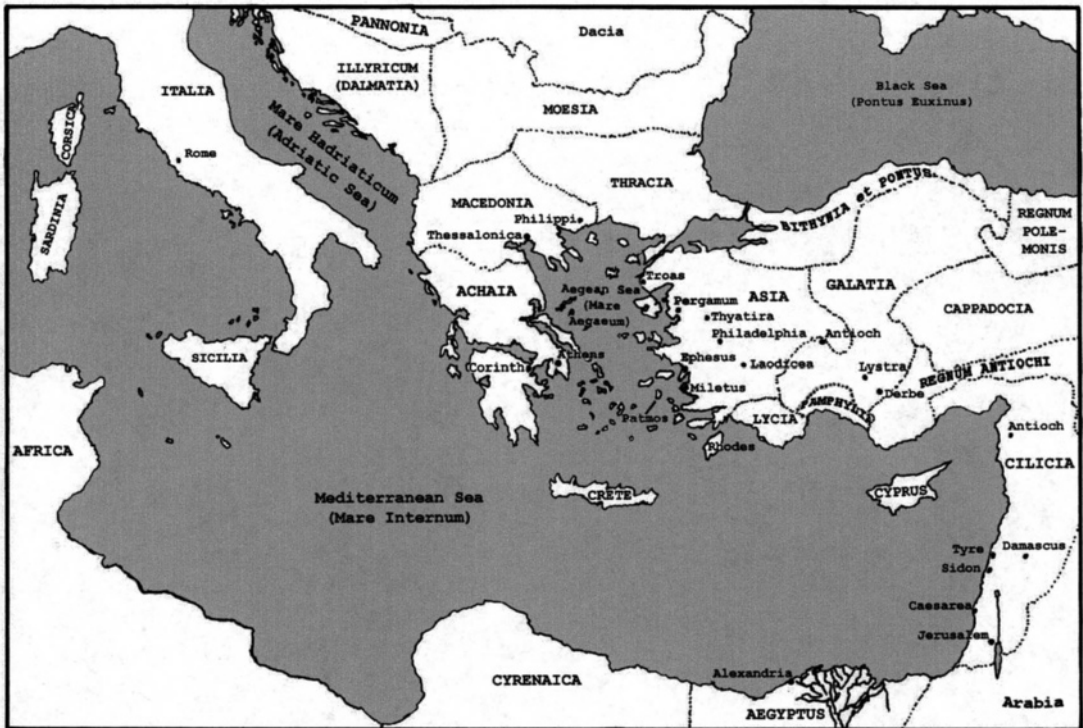 PANNONIA
Dacia
ILLYRICUM
(DALMATIA)
ITALIA
Black Sea
(Pontus Euxinus)
MOESIA
CORSICA
Mare Hadriaticum
(Adriatic Sea)
Rome
THRACIA
BITHYNIA et PONTUS
SARDINIA
MACEDONIA
Philippi
Thessalonica
REGNUM
POLE-
MONIS
Troas
ACHAIA
Aegean Sea
(Mare
Aegaeum)
Pergamum
ASIA
GALATIA
Thyatira
CAPPADOCIA
Philadelphia
Antioch
SICILIA
Athens
Corinth
Ephesus
Laodicea
Lystra
REGNUM ANTIOCHI
Miletus
Derbe
Patmos
LYCIA
PAMPHYLIA
Rhodes
Antioch
AFRICA
CILICIA
Mediterranean Sea
(Mare Internum)
CRETE
CYPRUS
Tyre
Damascus
Sidon
Caesarea
Jerusalem
Alexandria
CYRENAICA
AEGYPTUS
Arabia